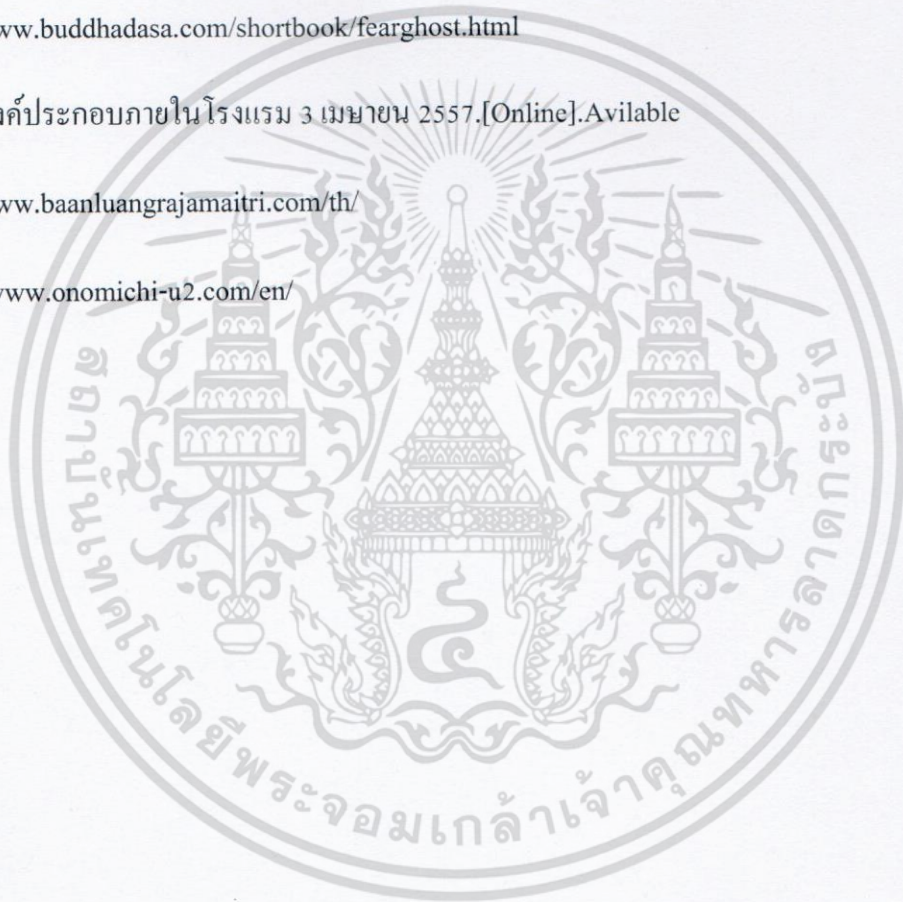 ww.buddhadasa.com/shortbook/fearghost.html
งค์ประกอบภายในโรงแรม 3 เมษายน 2557.[Online].Avilable
ww.baanluangrajamaitri.com/th/
www.onomichi-u2.com/en/
๔
สถาบันเทคโนโลยีพระจอมเกล้าเจ้าคุณทหารลาดกระบัง